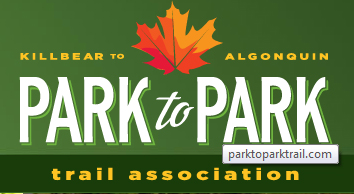 KILLBEAR TO ALGONQUIN
PARK to PARK
parktoparktrail.com
trail association